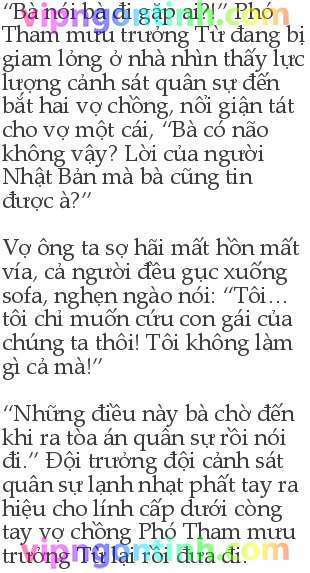 “Bà nói bà đi gặp ai?!” Phó
Tham mưu trưởng Từ đang bị
giam lỏng ở nhà nhìn thấy lực
lượng cảnh sát quân sự đến
bắt hai vợ chồng, nổi giận tát
cho vợ một cái, “Bà có não
không vậy? Lời của người
Nhật Bản mà bà cũng tin
được à?”
Vợ ông ta sợ hãi mất hồn mất
vía, cả người đều gục xuống
sofa, nghẹn ngào nói: “Tôi…
tôi chỉ muốn cứu con gái của
chúng ta thôi! Tôi không làm
gì cả mà!”
“Những điều này bà chờ đến
khi ra tòa án quân sự rồi nói
đi.” Đội trưởng đội cảnh sát
quân sự lạnh nhạt phất tay ra
hiệu cho lính cấp dưới còng
tay vợ chồng Phó Tham mưu
trưởng Từ lại rồi đưa đi.
vipngontinh.com
vipngontinh.com